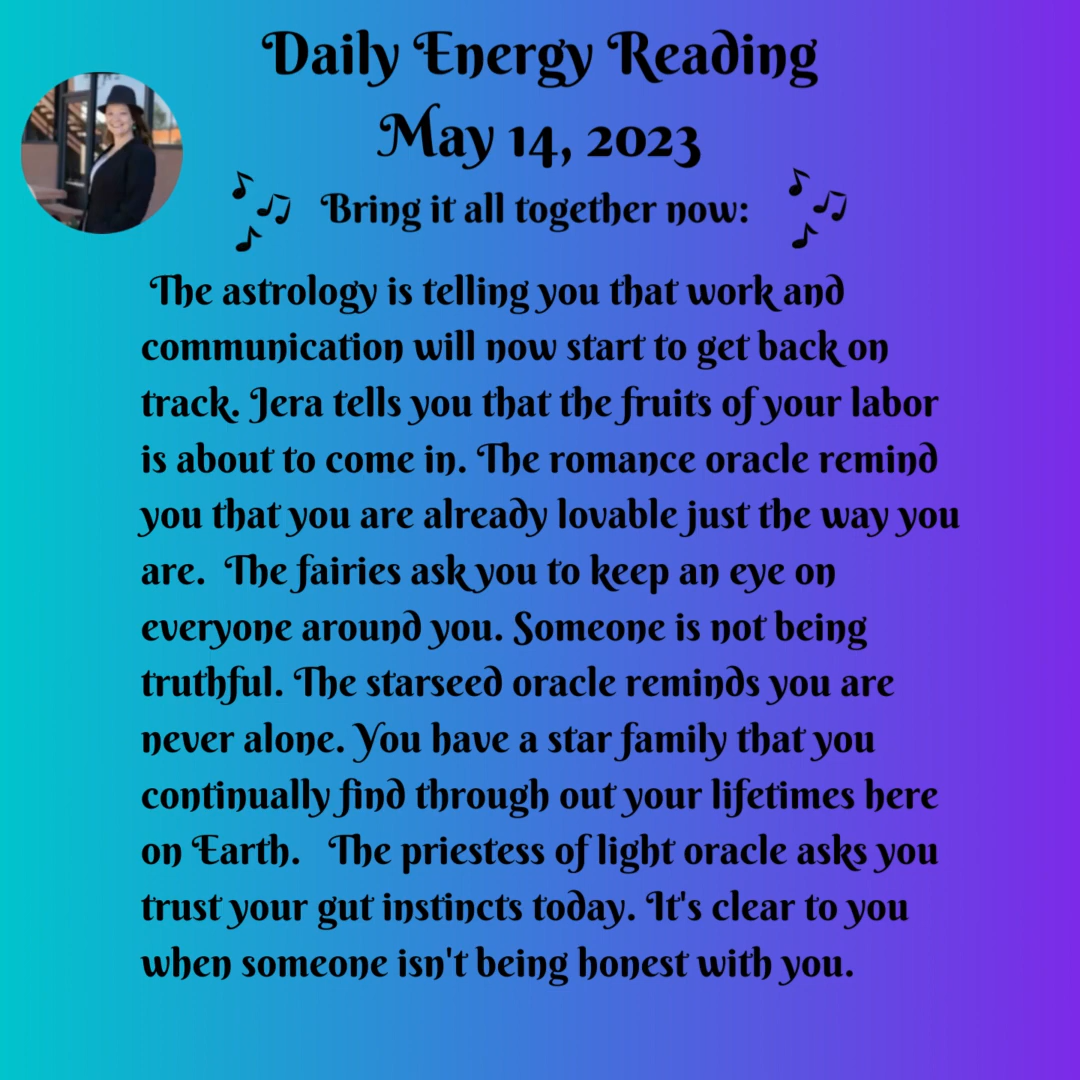 Daily Energy Reading
May 14, 2023
Bring it all together now:
The astrology is telling you that work and
communication will now start to get back on
track. Jera tells you that the fruits of your labor
is about to come in. The romance oracle remind
you that you are already lovable just the way you
are.  The fairies ask you to keep an eye on
everyone around you. Someone is not being
truthful. The starseed oracle reminds you are
never alone. You have a star family that you
continually find through out your lifetimes here
on Earth.   The priestess of light oracle asks you
trust your gut instincts today. It's clear to you
when someone isn't being honest with you.